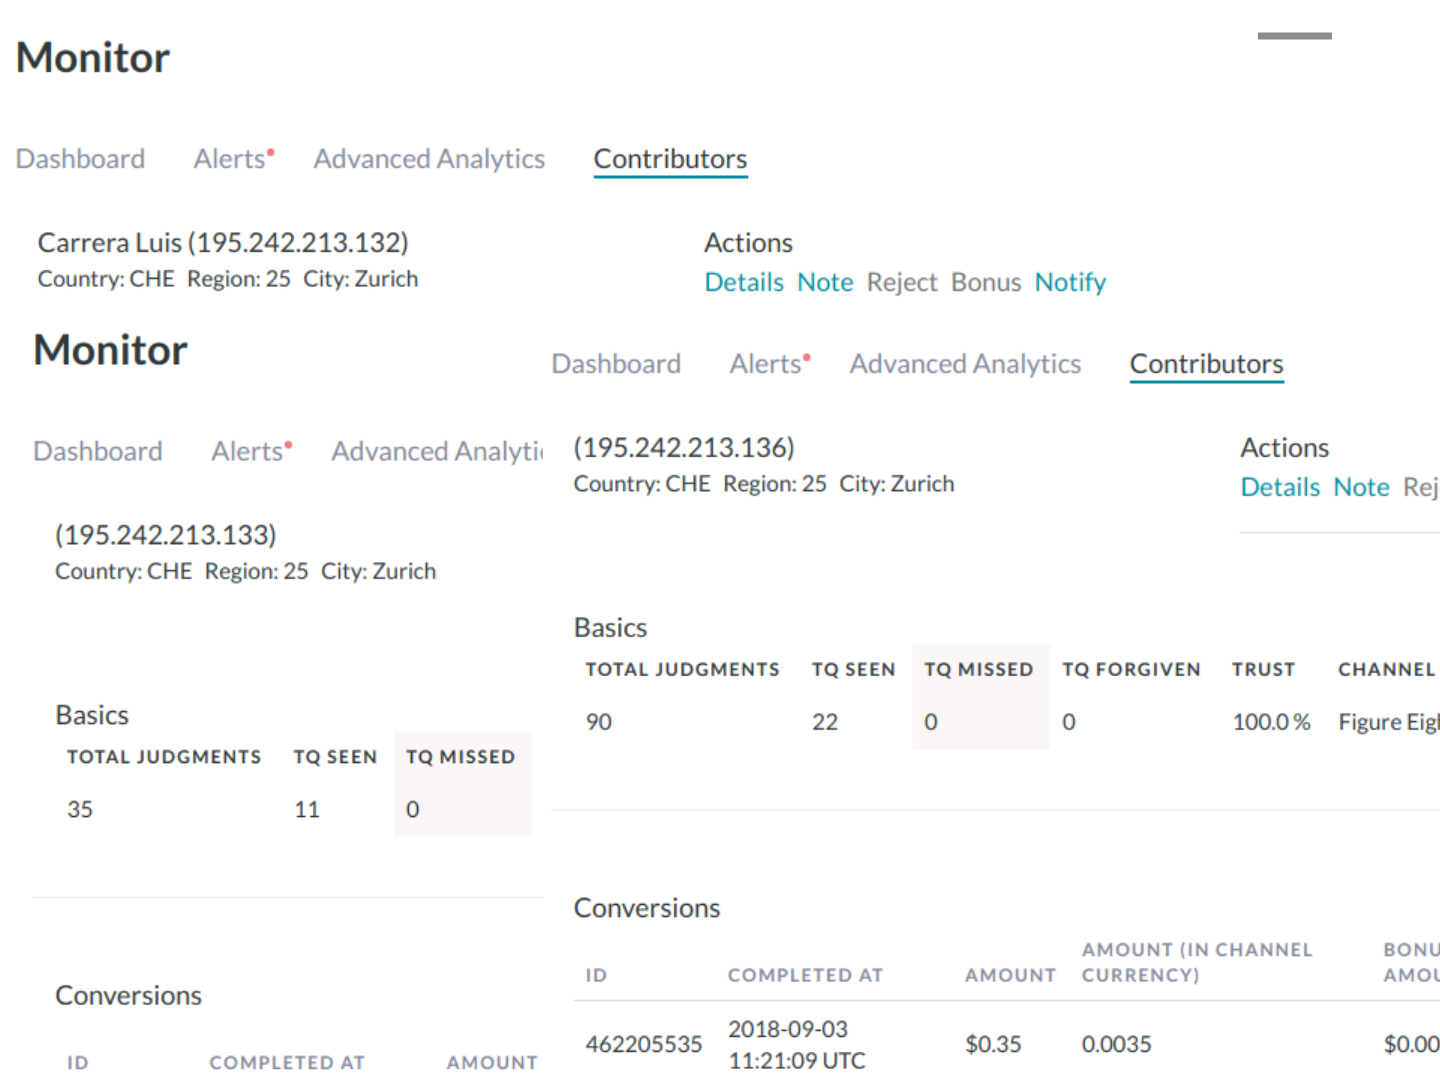 Monitor
Dashboard Alerts Advanced Analytics Contributors
Carrera Luis (195.242.213.132)
Country: CHE Region: 25 City: Zurich
Actions
Details Note Reject Bonus Notify
Monitor
Dashboard Alerts Advanced Analytic
(195.242.213.133)
Country: CHE Region: 25 City: Zurich
Basics
TOTAL JUDGMENTS TQ SEEN TQ MISSED
35 11 0
Conversions
ID COMPLETED AT AMOUNT
Dashboard Alerts Advanced Analytics Contributors
(195.242.213.136)
Country: CHE Region: 25 City: Zurich
Actions
Details Note Rej
Basics
TOTAL JUDGMENTS TQ SEEN TQ MISSED TQ FORGIVEN TRUST CHANNEL
90 22 0 0 100.0 % Figure Eig
Conversions
ID COMPLETED AT AMOUNT AMOUNT (IN CHANNEL CURRENCY) BONU AMOU
462205535 2018-09-03 11:21:09 UTC $0.35 0.0035 $0.00